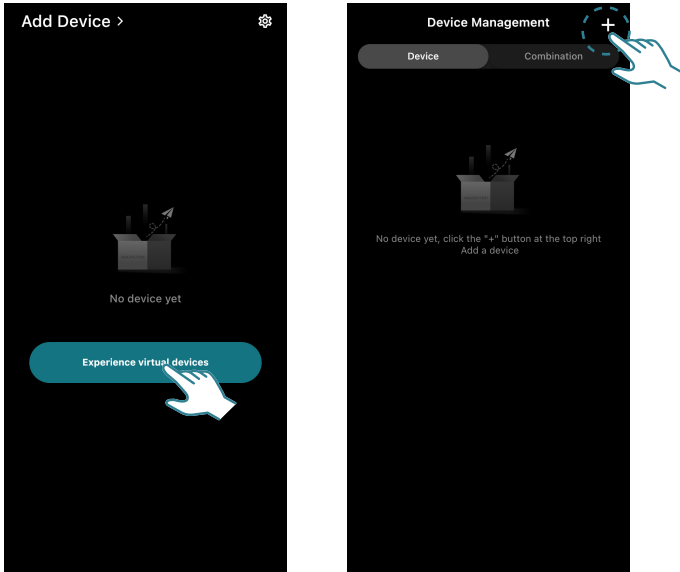 Add Device >
No device yet
Experience virtual devices
Device Management
Device
Combination
No device yet, click the "+" button at the top right
Add a device